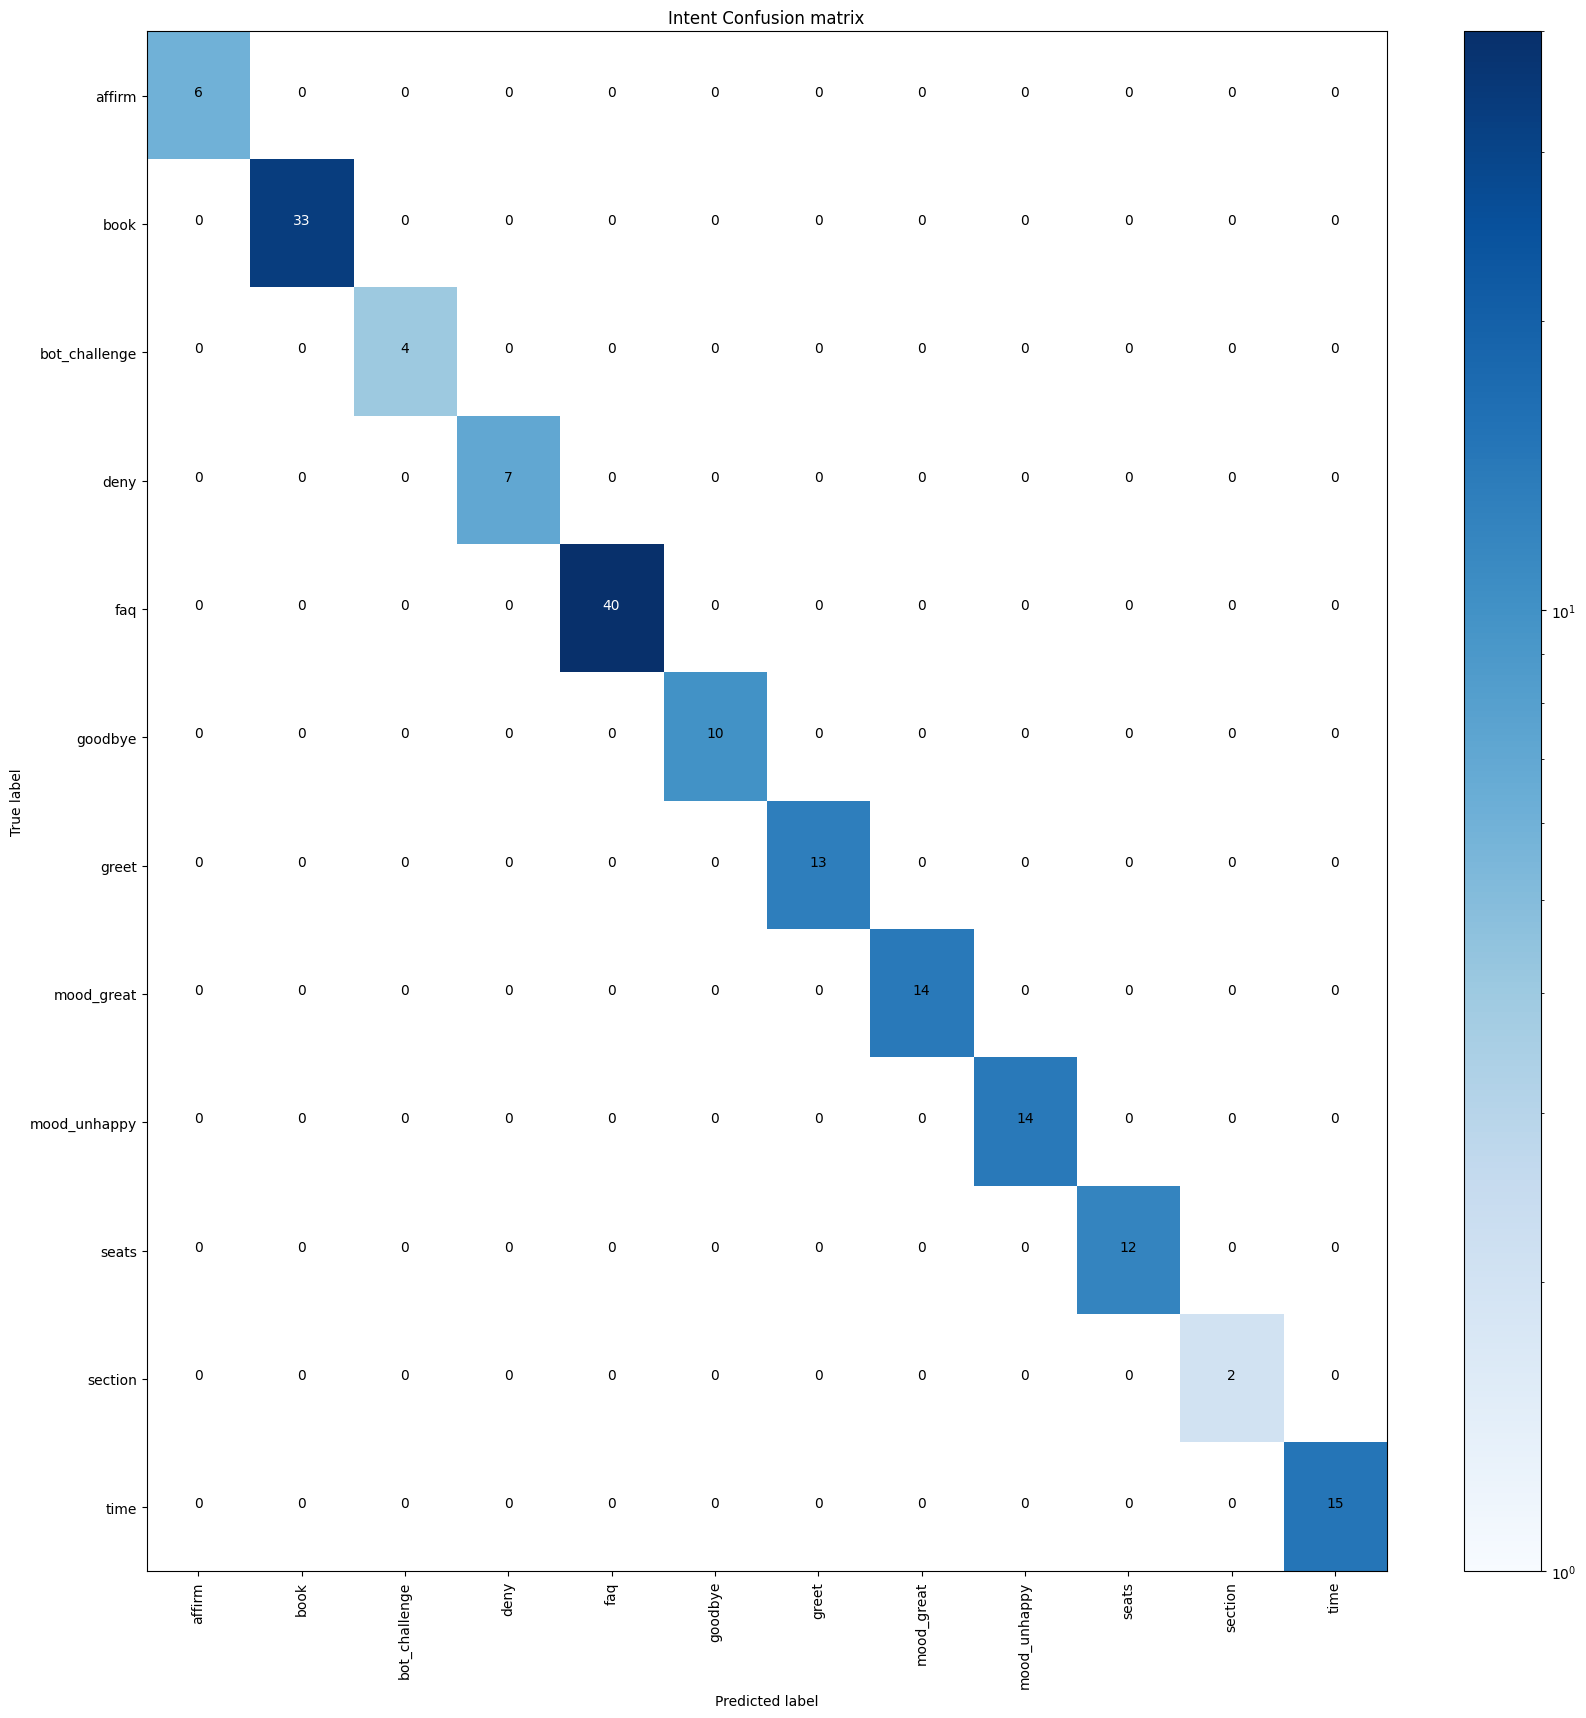 Intent Confusion matrix
affirm 6 0 0 0 0 0 0 0 0 0 0 0
book 0 33 0 0 0 0 0 0 0 0 0 0
bot_challenge 0 0 4 0 0 0 0 0 0 0 0 0
deny 0 0 0 7 0 0 0 0 0 0 0 0
faq 0 0 0 0 40 0 0 0 0 0 0 0
goodbye 0 0 0 0 0 10 0 0 0 0 0 0
greet 0 0 0 0 0 0 13 0 0 0 0 0
mood_great 0 0 0 0 0 0 0 14 0 0 0 0
mood_unhappy 0 0 0 0 0 0 0 0 14 0 0 0
seats 0 0 0 0 0 0 0 0 0 12 0 0
section 0 0 0 0 0 0 0 0 0 0 2 0
time 0 0 0 0 0 0 0 0 0 0 0 15
True label
affirm book bot_challenge deny faq goodbye greet mood_great mood_unhappy seats section time
Predicted label
10¹
10⁰